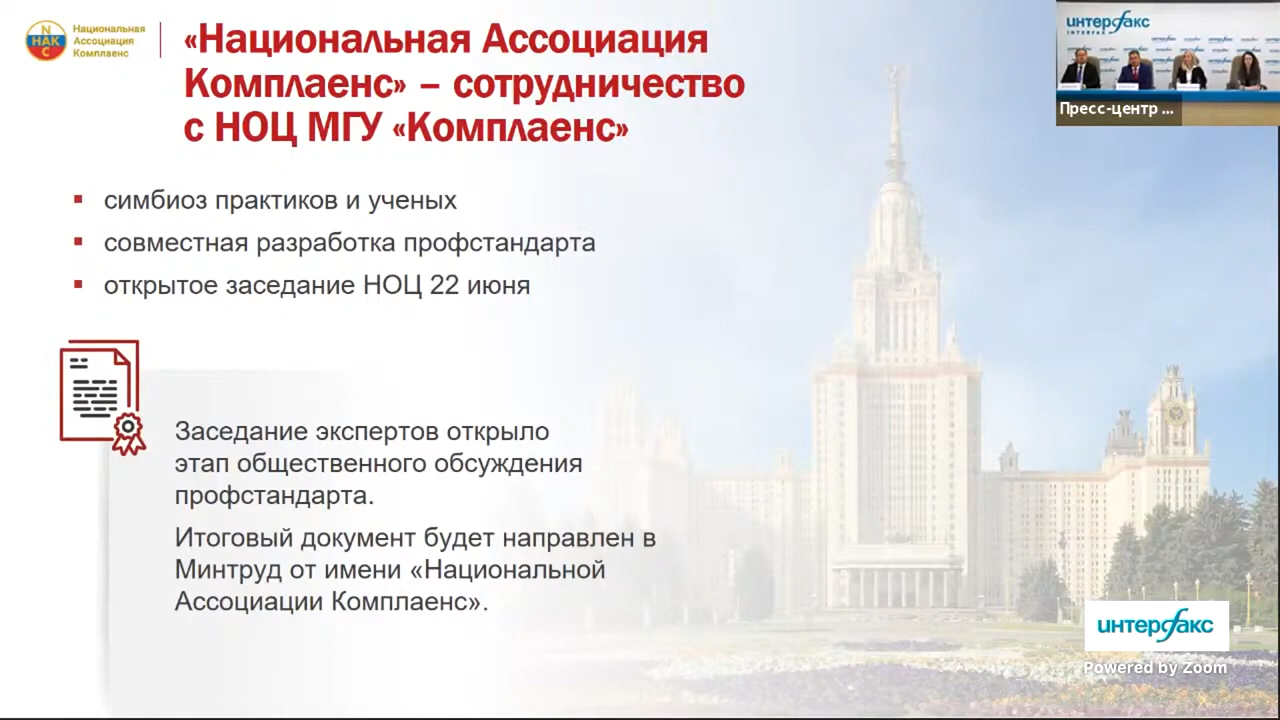 N
НАК
C
Национальная
Ассоциация
Комплаенс
«Национальная Ассоциация
Комплаенс» – сотрудничество
с НОЦ МГУ «Комплаенс»
симбиоз практиков и ученых
совместная разработка профстандарта
открытое заседание НОЦ 22 июня
Заседание экспертов открыло
этап общественного обсуждения
профстандарта.
Итоговый документ будет направлен в
Минтруд от имени «Национальной
Ассоциации Комплаенс».
интерфакс
INTERFAX
Пресс-центр ...
интерфакс
Powered by Zoom